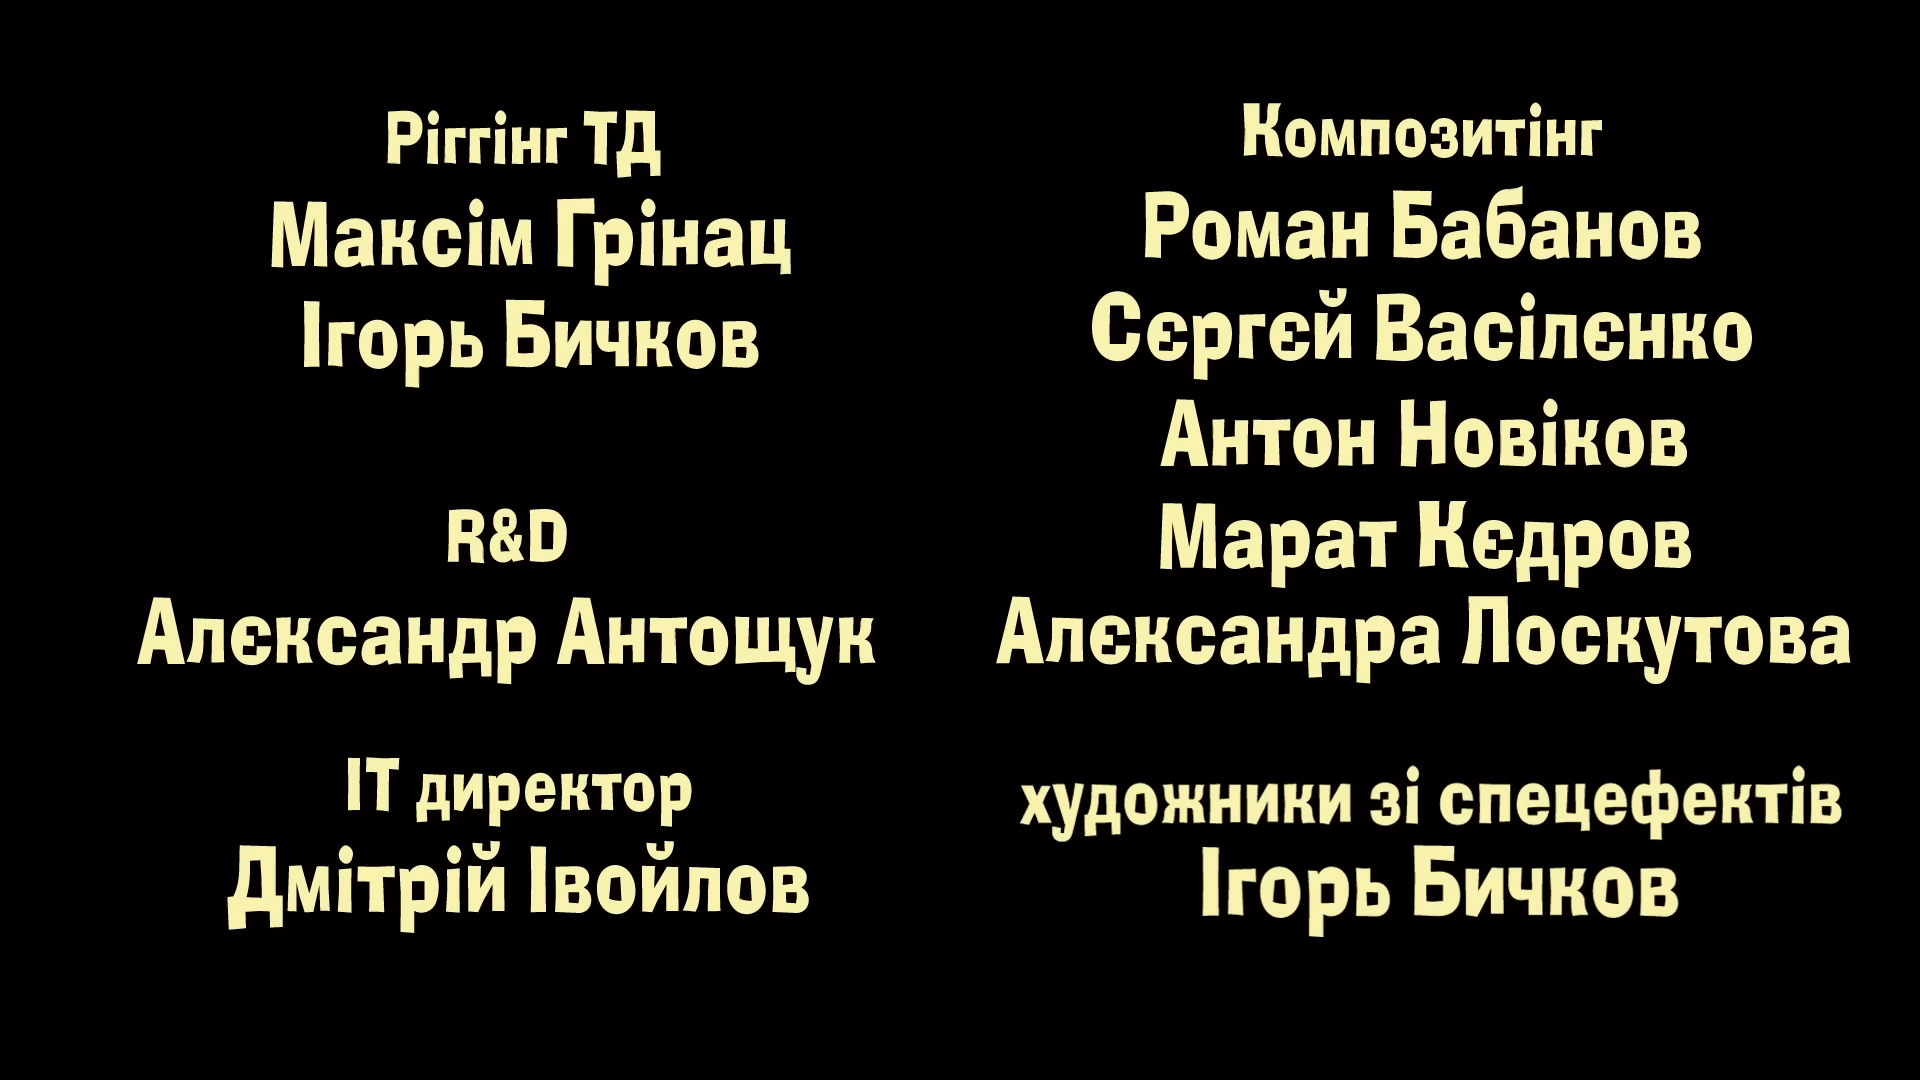 Ріггінг ТД
Максім Грінац
Ігорь Бичков
R&D
Алєксандр Антощук
ІТ директор
Дмітрій Івойлов
Композитінг
Роман Бабанов
Сєргєй Васілєнко
Антон Новіков
Марат Кєдров
Алєксандра Лоскутова
художники зі спецефектів
Ігорь Бичков